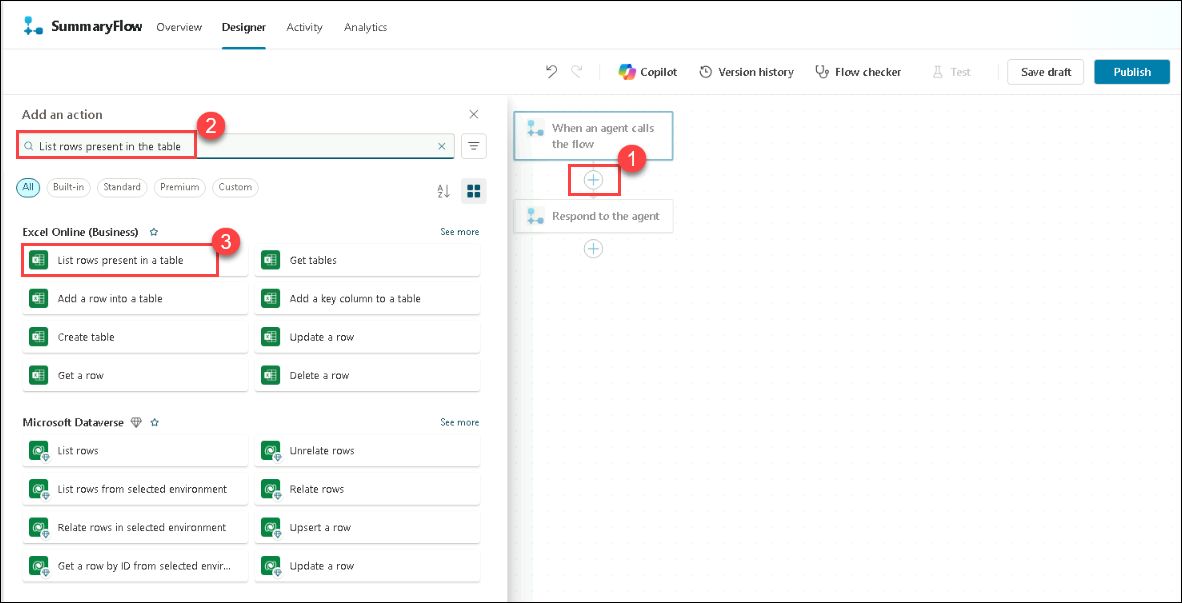 SummaryFlow Overview Designer Activity Analytics
Copilot Version history Flow checker Test Save draft Publish
Add an action
2
List rows present in the table
All Built-in Standard Premium Custom
A Z
Excel Online (Business) See more
3
List rows present in a table Get tables
Add a row into a table Add a key column to a table
Create table Update a row
Get a row Delete a row
Microsoft Dataverse See more
List rows Unrelate rows
List rows from selected environment Relate rows
Relate rows in selected environment Upsert a row
Get a row by ID from selected envir... Update a row
When an agent calls
the flow
1
Respond to the agent